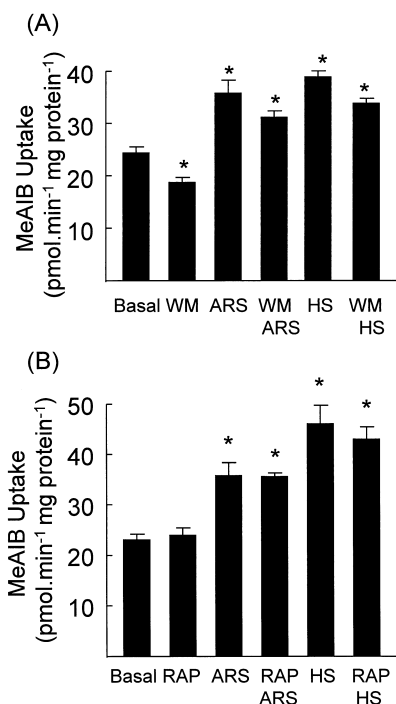 (A)
MeAIB Uptake
(pmol.min⁻¹ mg protein⁻¹)
40
30
20
10
*
*
*
*
*
Basal WM ARS WM HS WM
ARS HS
(B)
MeAIB Uptake
(pmol.min⁻¹ mg protein⁻¹)
50
40
30
20
10
*
*
*
*
Basal RAP ARS RAP HS RAP
ARS HS